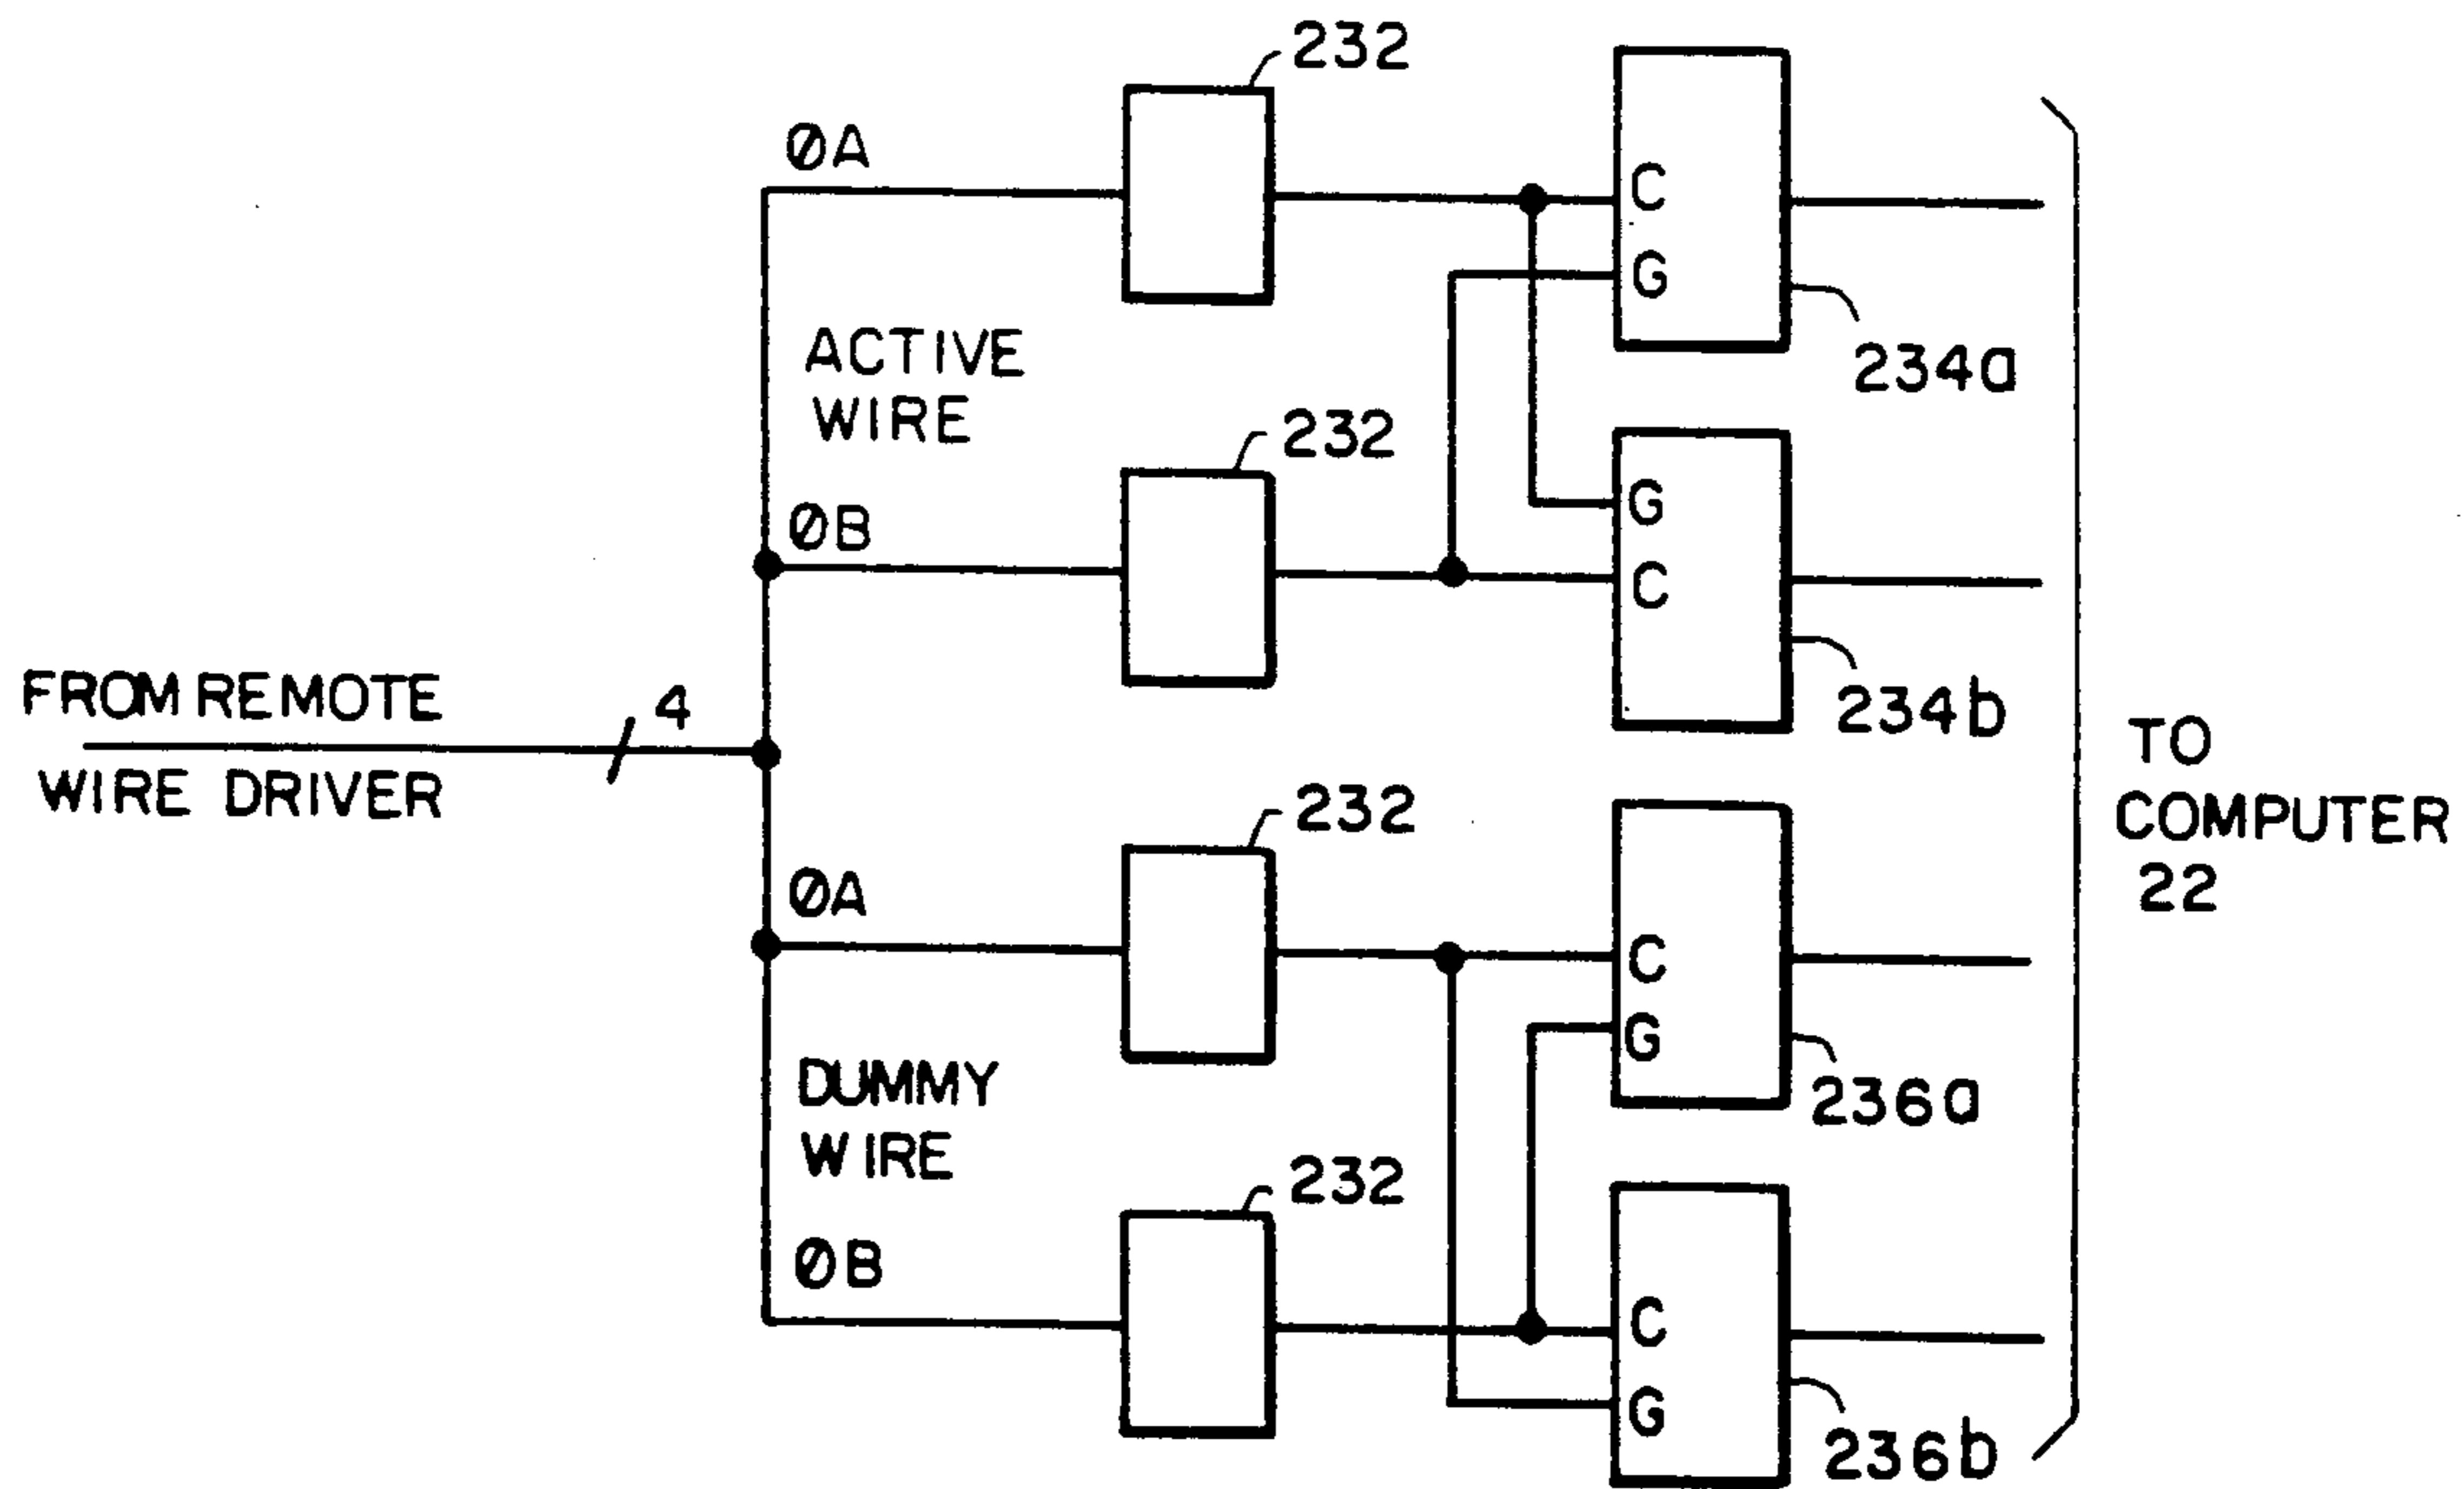 232
ØA
C
G
234a
ACTIVE
WIRE
232
ØB
G
C
234b
FROM REMOTE
WIRE DRIVER
4
232
ØA
C
G
236a
DUMMY
WIRE
232
ØB
C
G
236b
TO
COMPUTER
22